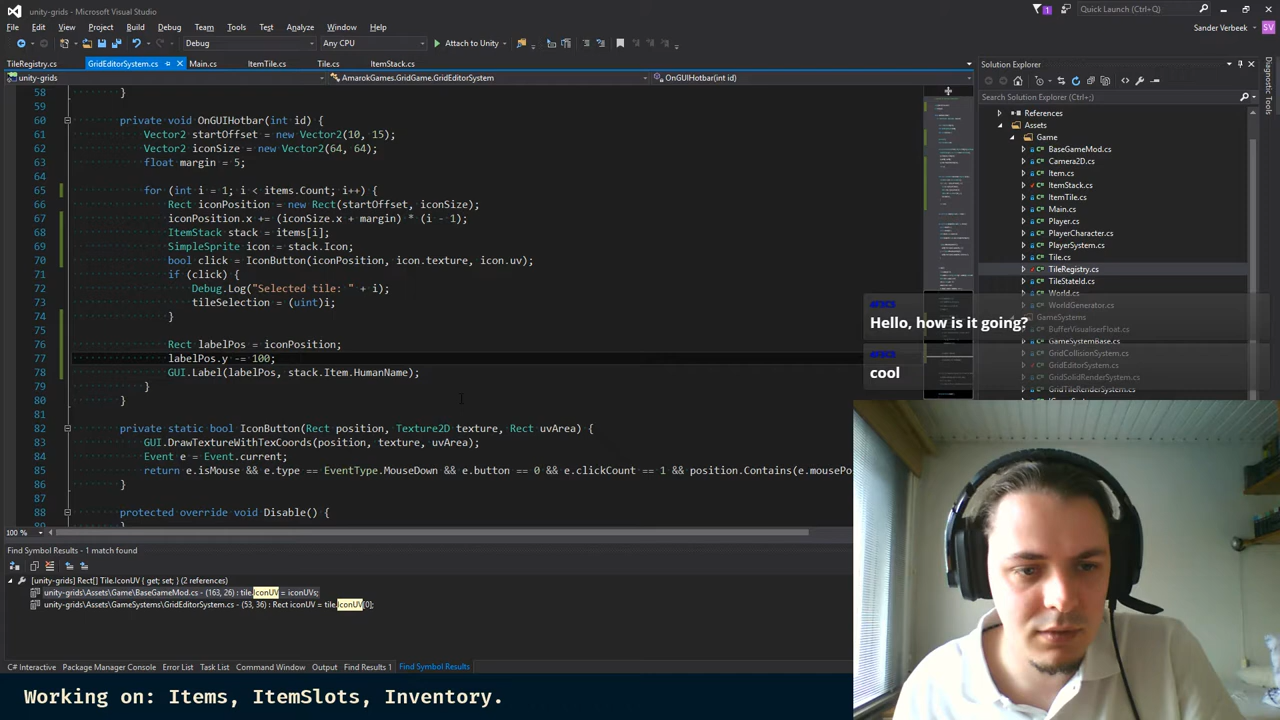 unity-grids - Microsoft Visual Studio
1
Quick Launch (Ctrl+Q)
File Edit View Project Build Debug Team Tools Test Analyze Window Help
Sander Verbeek SV
Debug Any CPU Attach to Unity
TileRegistry.cs GridEditorSystem.cs Main.cs ItemTile.cs Tile.cs ItemStack.cs
unity-grids AmarokGames.GridGame.GridEditorSystem OnGUIHotbar(int id)
58 }
59
60 private void OnGUIHotbar(int id) {
61 Vector2 startOffset = new Vector2(10, 15);
62 Vector2 iconSize = new Vector2(64, 64);
63 float margin = 5;
64
65 for (int i = 1; i < items.Count; i++) {
66 Rect iconPosition = new Rect(startOffset, iconSize);
67 iconPosition.x += (iconSize.x + margin) * (i - 1);
68 ItemStack stack = items[i];
69 SimpleSprite icon = stack.Icon;
70 bool click = IconButton(iconPosition, icon.texture, icon.uv);
71 if (click) {
72 Debug.Log("Selected tile: " + i);
73 tileSelection = (uint)i;
74 }
75
76 Rect labelPos = iconPosition;
77 labelPos.y -= 100;
78 GUI.Label(labelPos, stack.Item.HumanName);
79 }
80 }
81
82 private static bool IconButton(Rect position, Texture2D texture, Rect uvArea) {
83 GUI.DrawTextureWithTexCoords(position, texture, uvArea);
84 Event e = Event.current;
85 return e.isMouse && e.type == EventType.MouseDown && e.button == 0 && e.clickCount == 1 && position.Contains(e.mousePo
86 }
87
88 protected override void Disable() {
89 }
100 %
Solution Explorer
Search Solution Explorer (Ctrl+;)
References
Assets
Game
BaseGameMod.cs
Camera2D.cs
Item.cs
ItemStack.cs
ItemTile.cs
Main.cs
Player.cs
PlayerCharacter.cs
PlayerSystem.cs
Tile.cs
TileRegistry.cs
TileStateId.cs
World.cs
WorldGenerator.cs
GameSystems
BufferVisualiserFloat.cs
GameSystemBase.cs
GridCollisionSystem.cs
GridEditorSystem.cs
GridSolidRenderSystem.cs
Diagnostic Tools
Hello, how is it going?
cool
Find Symbol Results - 1 match found
[unity-grids] Rect[] Tile.IconUV { get; set; } (2 references)
unity-grids\Assets\Game\BaseGameMod.cs - (163, 26) : tile.IconUV = iconUVs;
unity-grids\Assets\GameSystems\GridEditorSystem.cs - (53, 36) : Rect iconUV = tile.IconUV[0];
C# Interactive Package Manager Console Error List Task List Command Window Output Find Results 1 Find Symbol Results
Working on: Items, ItemSlots, Inventory.